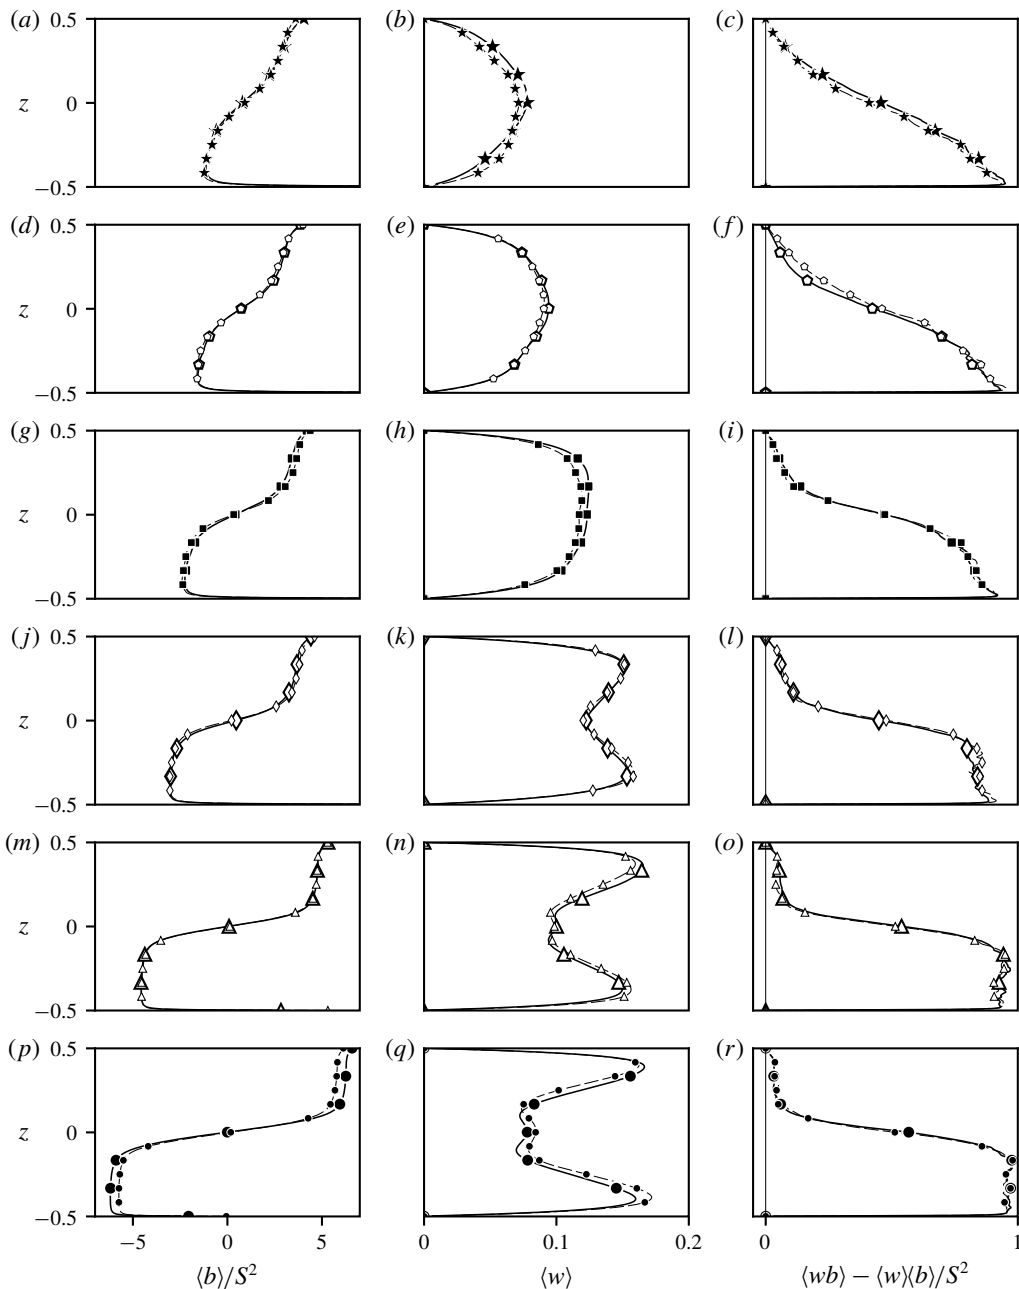 (a) (b) (c)
0.5
z 0
−0.5
(d) (e) (f)
0.5
z 0
−0.5
(g) (h) (i)
0.5
z 0
−0.5
(j) (k) (l)
0.5
z 0
−0.5
(m) (n) (o)
0.5
z 0
−0.5
(p) (q) (r)
0.5
z 0
−0.5
−5 0 5 0 0.1 0.2 0 1
⟨b⟩/S² ⟨w⟩ ⟨wb⟩ − ⟨w⟩⟨b⟩/S²